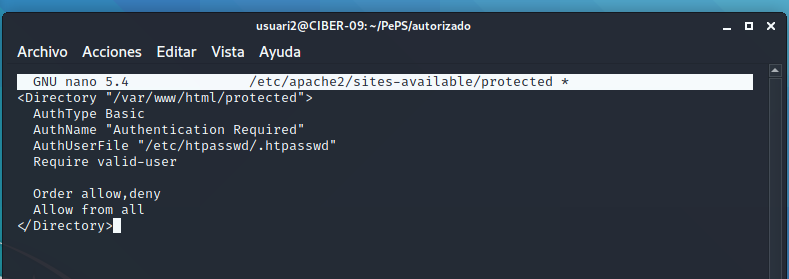 usuari2@CIBER-09: ~/PePS/autorizado
Archivo Acciones Editar Vista Ayuda
GNU nano 5.4 /etc/apache2/sites-available/protected *
<Directory "/var/www/html/protected">
  AuthType Basic
  AuthName "Authentication Required"
  AuthUserFile "/etc/htpasswd/.htpasswd"
  Require valid-user

  Order allow,deny
  Allow from all
</Directory>